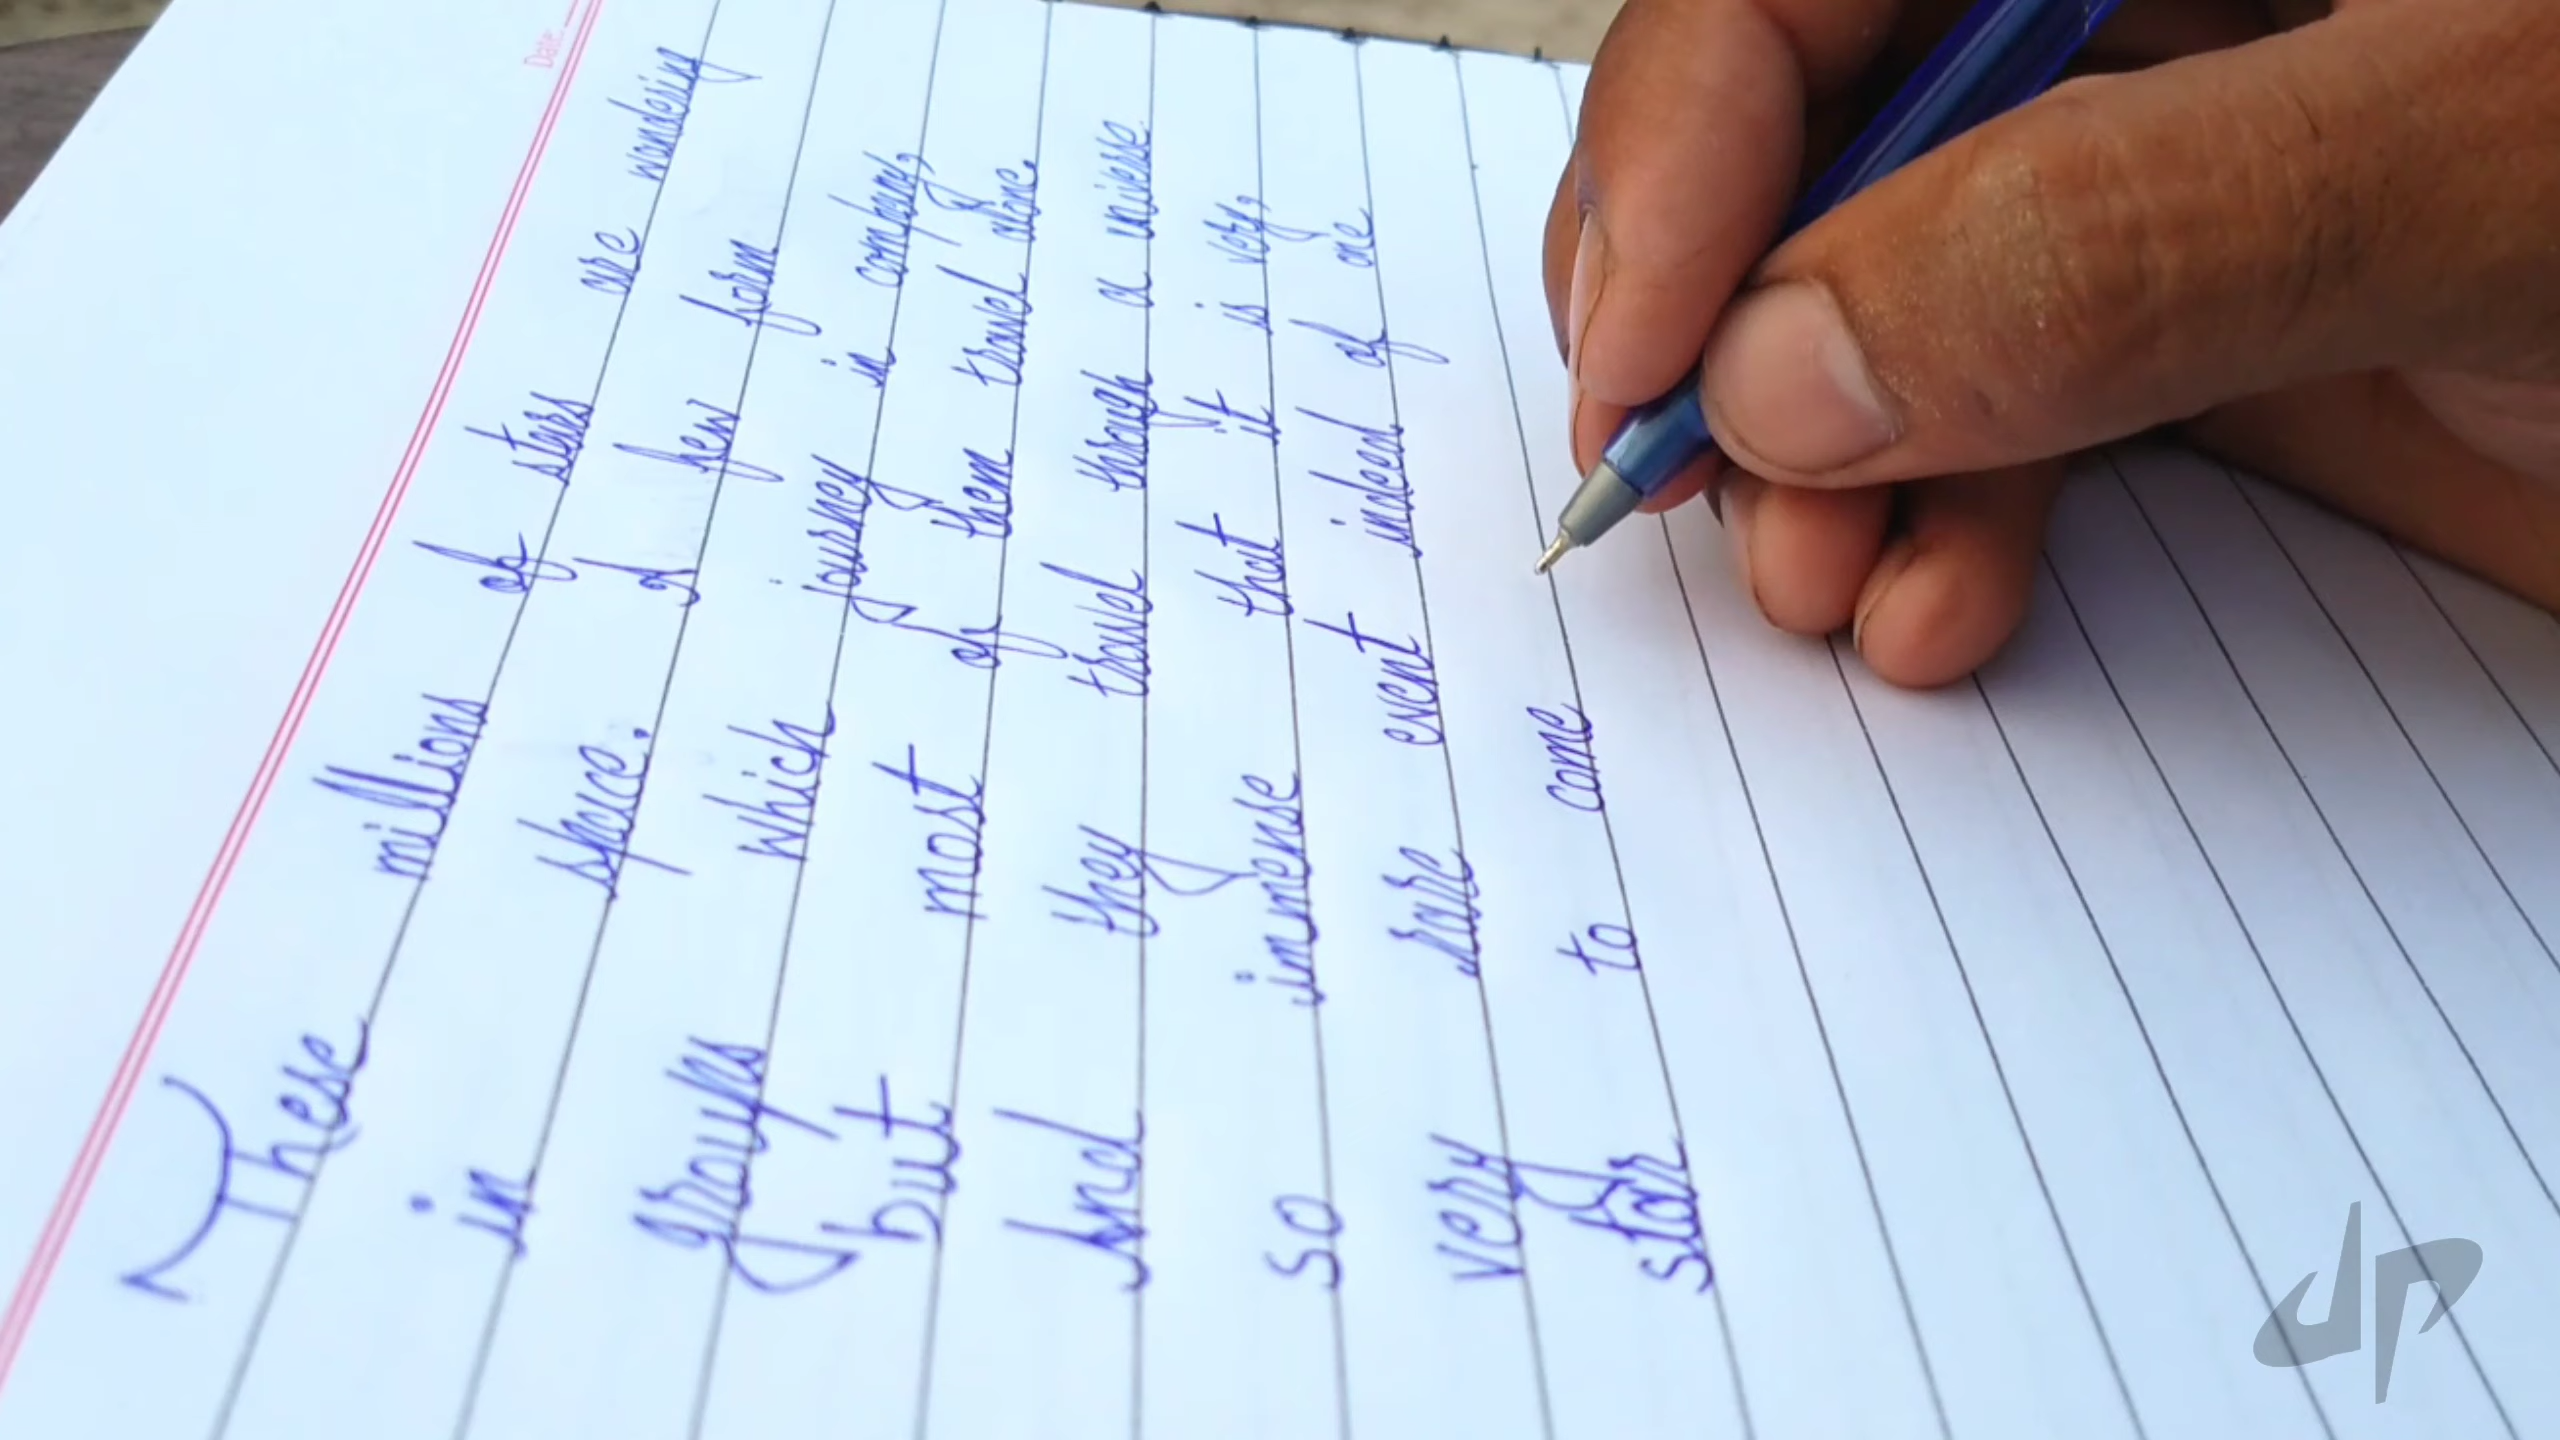 Date:
These millions of stars are wandering
in space. A few form
groups which journey in company,
but most of them travel alone.
And they travel through a universe
so immense that it is very,
very rare event indeed of one
star to come
dp